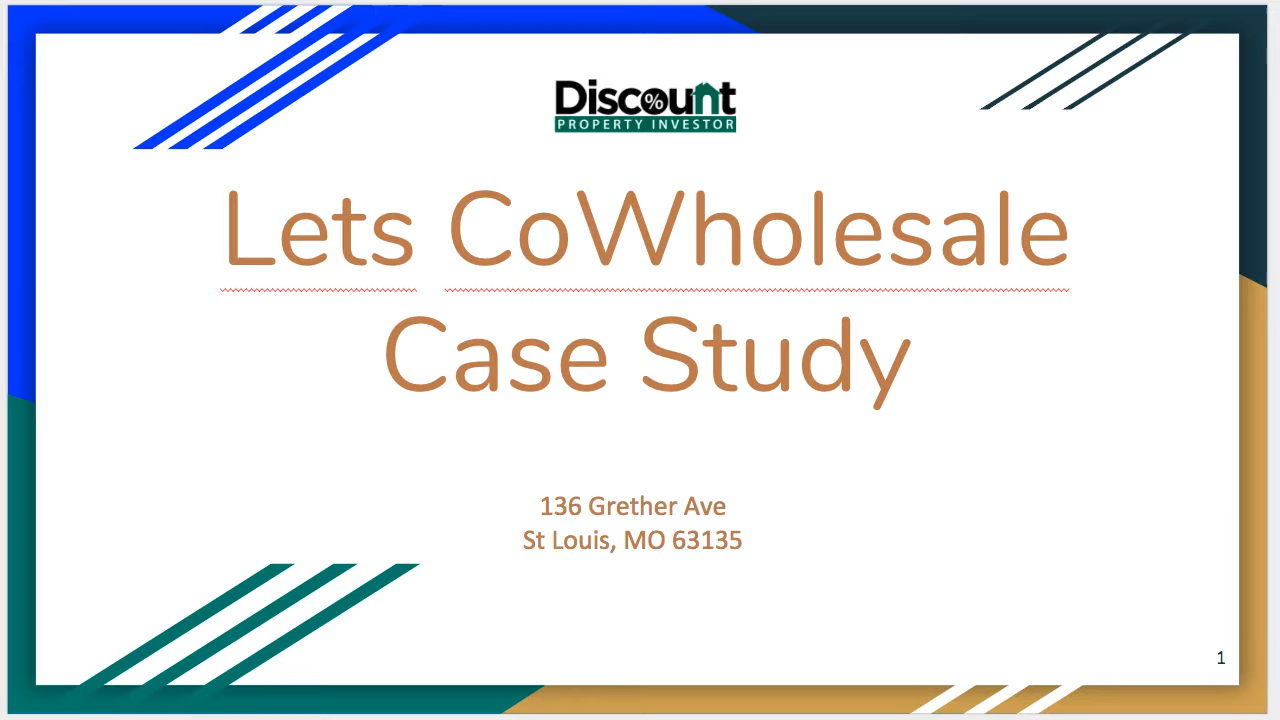 Discount
PROPERTY INVESTOR
Lets CoWholesale
Case Study
136 Grether Ave
St Louis, MO 63135
1